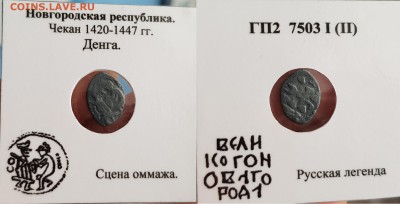 COINS.LAVE.RU
Новгородская республика.
Чекан 1420-1447 гг.
Денга.
Сцена оммажа.
ГП2 7503 I (II)
ВЕЛИ
КОГОН
ОВАГО
РОДА
Русская легенда